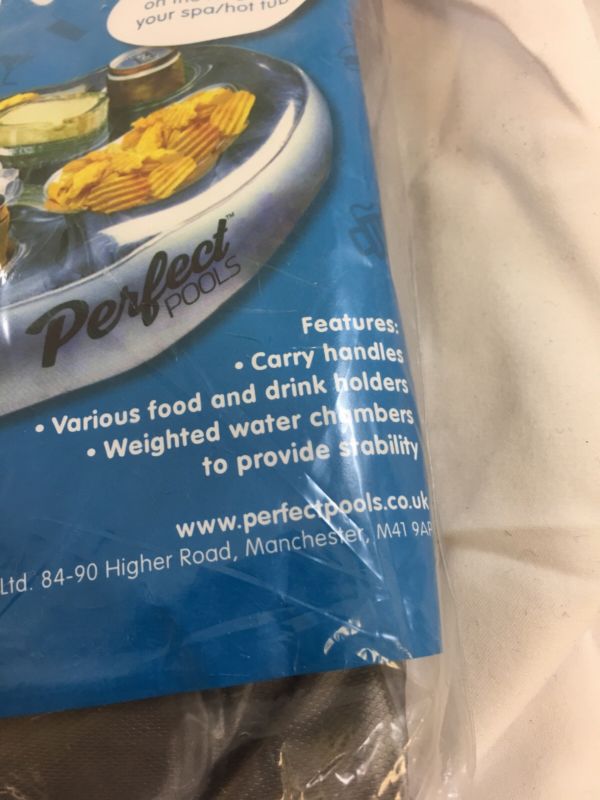 your spa/hot tub
Perfect™
POOLS
Features:
• Carry handles
• Various food and drink holders
• Weighted water chambers
to provide stability
www.perfectpools.co.uk
Ltd. 84-90 Higher Road, Manchester, M41 9AP